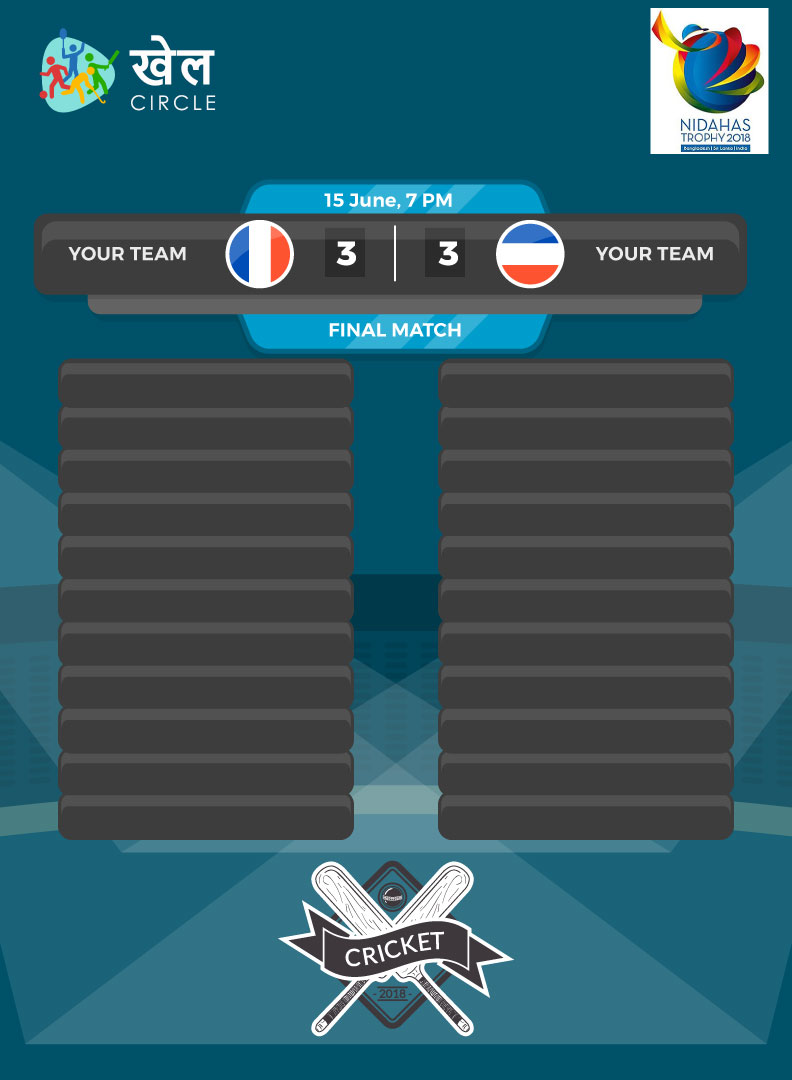 खेल
CIRCLE
NIDAHAS
TROPHY 2018
Bangladesh | Sri Lanka | India
15 June, 7 PM
YOUR TEAM 3 3 YOUR TEAM
FINAL MATCH
CRICKET
- 2018 -